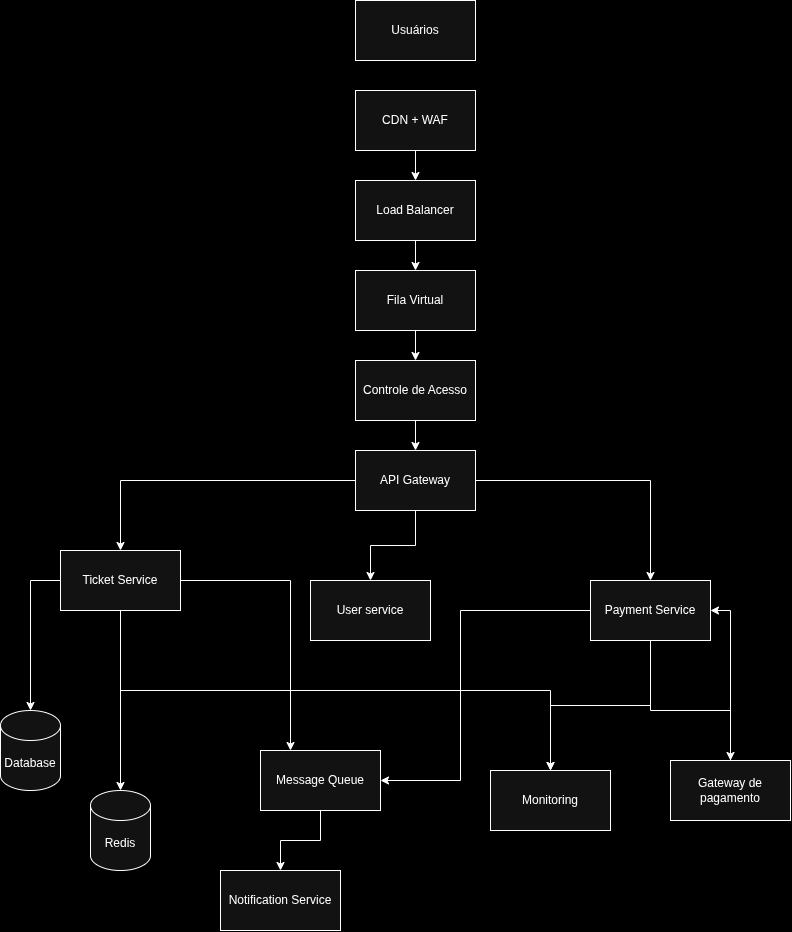 Usuários
CDN + WAF
Load Balancer
Fila Virtual
Controle de Acesso
API Gateway
Ticket Service
User service
Payment Service
Database
Redis
Message Queue
Monitoring
Gateway de
pagamento
Notification Service